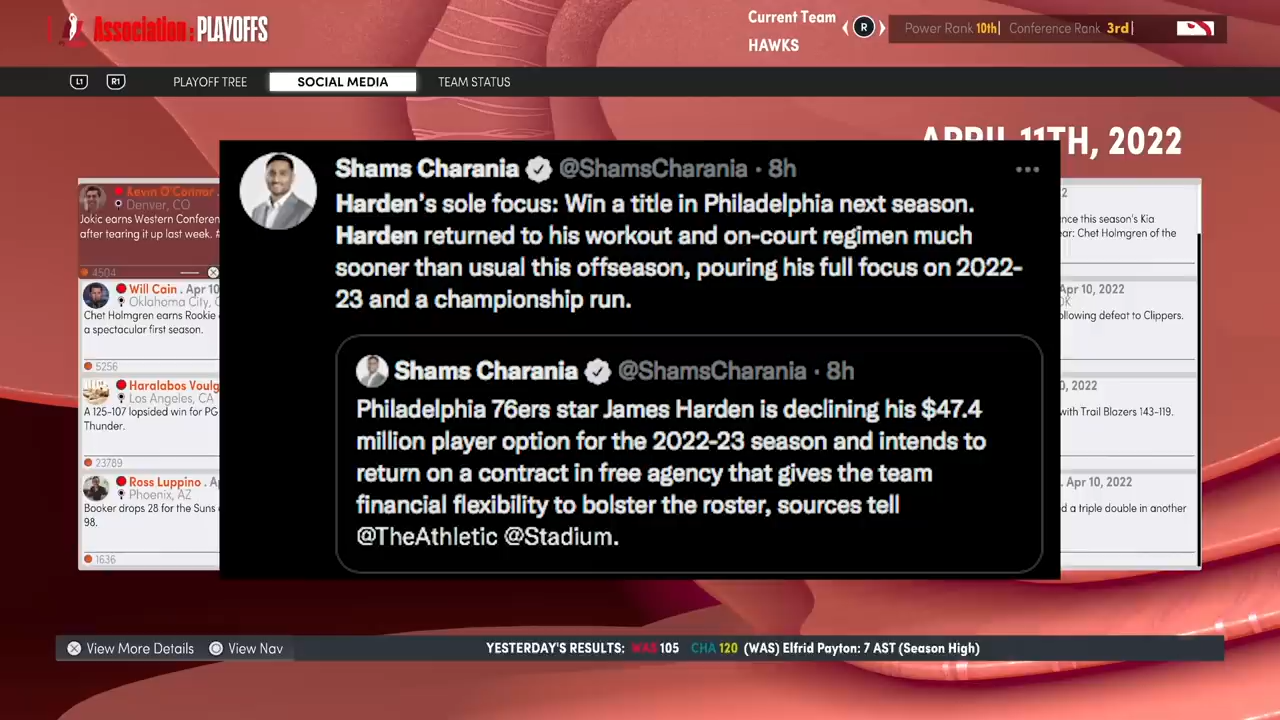 Association: PLAYOFFS
Current Team
HAWKS
R
Power Rank 10th| Conference Rank 3rd|
L1 R1 PLAYOFF TREE SOCIAL MEDIA TEAM STATUS
APRIL 11TH, 2022
Kevin O'Connor .
Denver, CO
Jokic earns Western Conferen
after tearing it up last week. #
4504
Will Cain . Apr 10
Oklahoma City,
Chet Holmgren earns Rookie
a spectacular first season.
5256
Haralabos Voulg
Los Angeles, CA
A 125-107 lopsided win for PG
Thunder.
23789
Ross Luppino . A
Phoenix, AZ
Booker drops 28 for the Suns
98.
1636
Shams Charania @ShamsCharania · 8h
Harden's sole focus: Win a title in Philadelphia next season.
Harden returned to his workout and on-court regimen much
sooner than usual this offseason, pouring his full focus on 2022-
23 and a championship run.
Shams Charania @ShamsCharania · 8h
Philadelphia 76ers star James Harden is declining his $47.4
million player option for the 2022-23 season and intends to
return on a contract in free agency that gives the team
financial flexibility to bolster the roster, sources tell
@TheAthletic @Stadium.
2
nce this season's Kia
ear: Chet Holmgren of the
Apr 10, 2022
OK
ollowing defeat to Clippers.
0, 2022
with Trail Blazers 143-119.
. Apr 10, 2022
d a triple double in another
View More Details View Nav
YESTERDAY'S RESULTS: WAS 105 CHA 120 (WAS) Elfrid Payton: 7 AST (Season High)